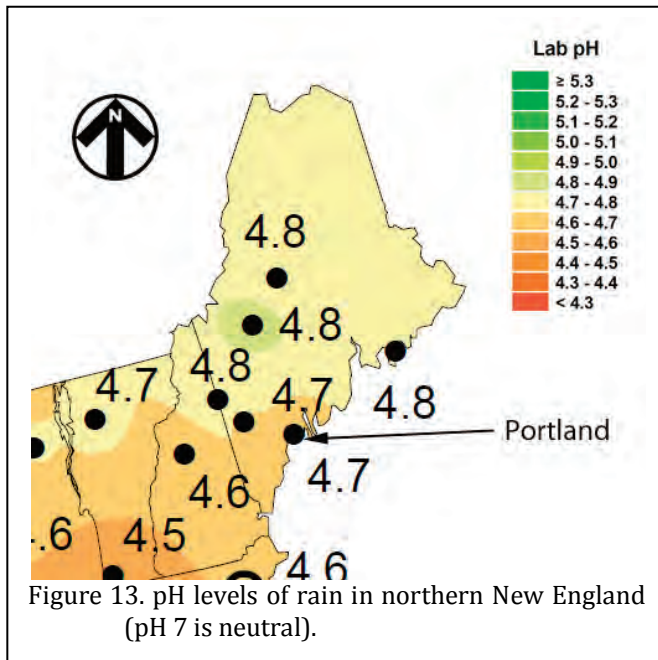 Lab pH
≥ 5.3
5.2 - 5.3
5.1 - 5.2
5.0 - 5.1
4.9 - 5.0
4.8 - 4.9
4.7 - 4.8
4.6 - 4.7
4.5 - 4.6
4.4 - 4.5
4.3 - 4.4
< 4.3
N
4.8
4.8
4.8
4.7
4.7
4.8
Portland
4.7
4.6
.6
4.5
4.6
Figure 13. pH levels of rain in northern New England
(pH 7 is neutral).